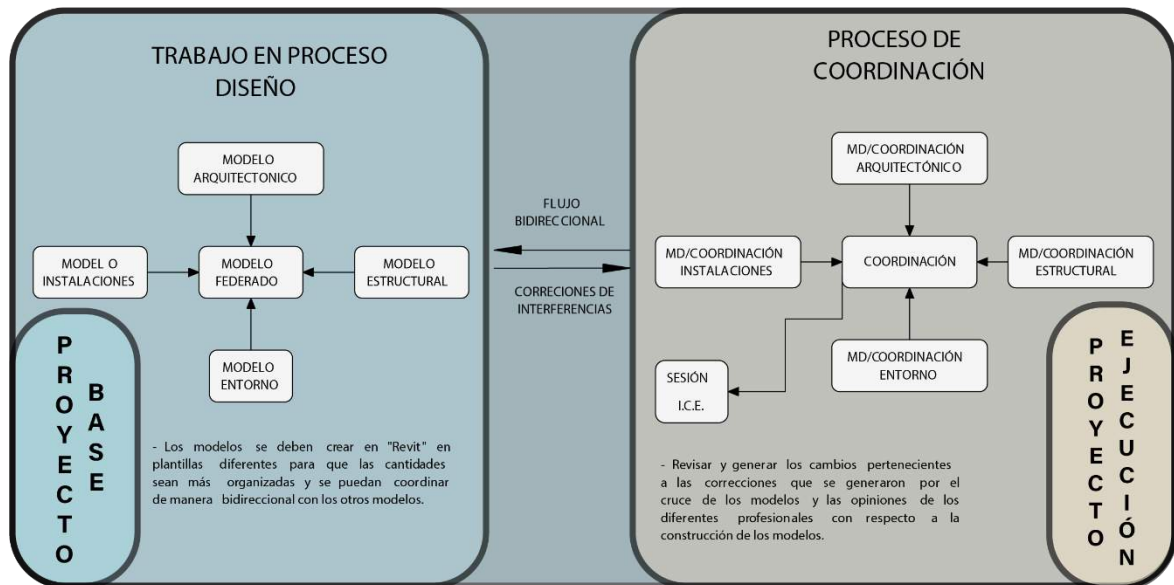 TRABAJO EN PROCESO
DISEÑO
MODELO
ARQUITECTONICO
MODEL O
INSTALACIONES
MODELO
FEDERADO
MODELO
ESTRUCTURAL
MODELO
ENTORNO
PROYECTO
BASE
- Los modelos se deben crear en "Revit" en
plantillas diferentes para que las cantidades
sean más organizadas y se puedan coordinar
de manera bidireccional con los otros modelos.
FLUJO
BIDIRECCIONAL
CORRECIONES DE
INTERFERENCIAS
PROCESO DE
COORDINACIÓN
MD/COORDINACIÓN
ARQUITECTÓNICO
MD/COORDINACIÓN
INSTALACIONES
COORDINACIÓN
MD/COORDINACIÓN
ESTRUCTURAL
MD/COORDINACIÓN
ENTORNO
SESIÓN
I.C.E.
- Revisar y generar los cambios pertenecientes
a las correcciones que se generaron por el
cruce de los modelos y las opiniones de los
diferentes profesionales con respecto a la
construcción de los modelos.
PROYECTO
EJECUCIÓN